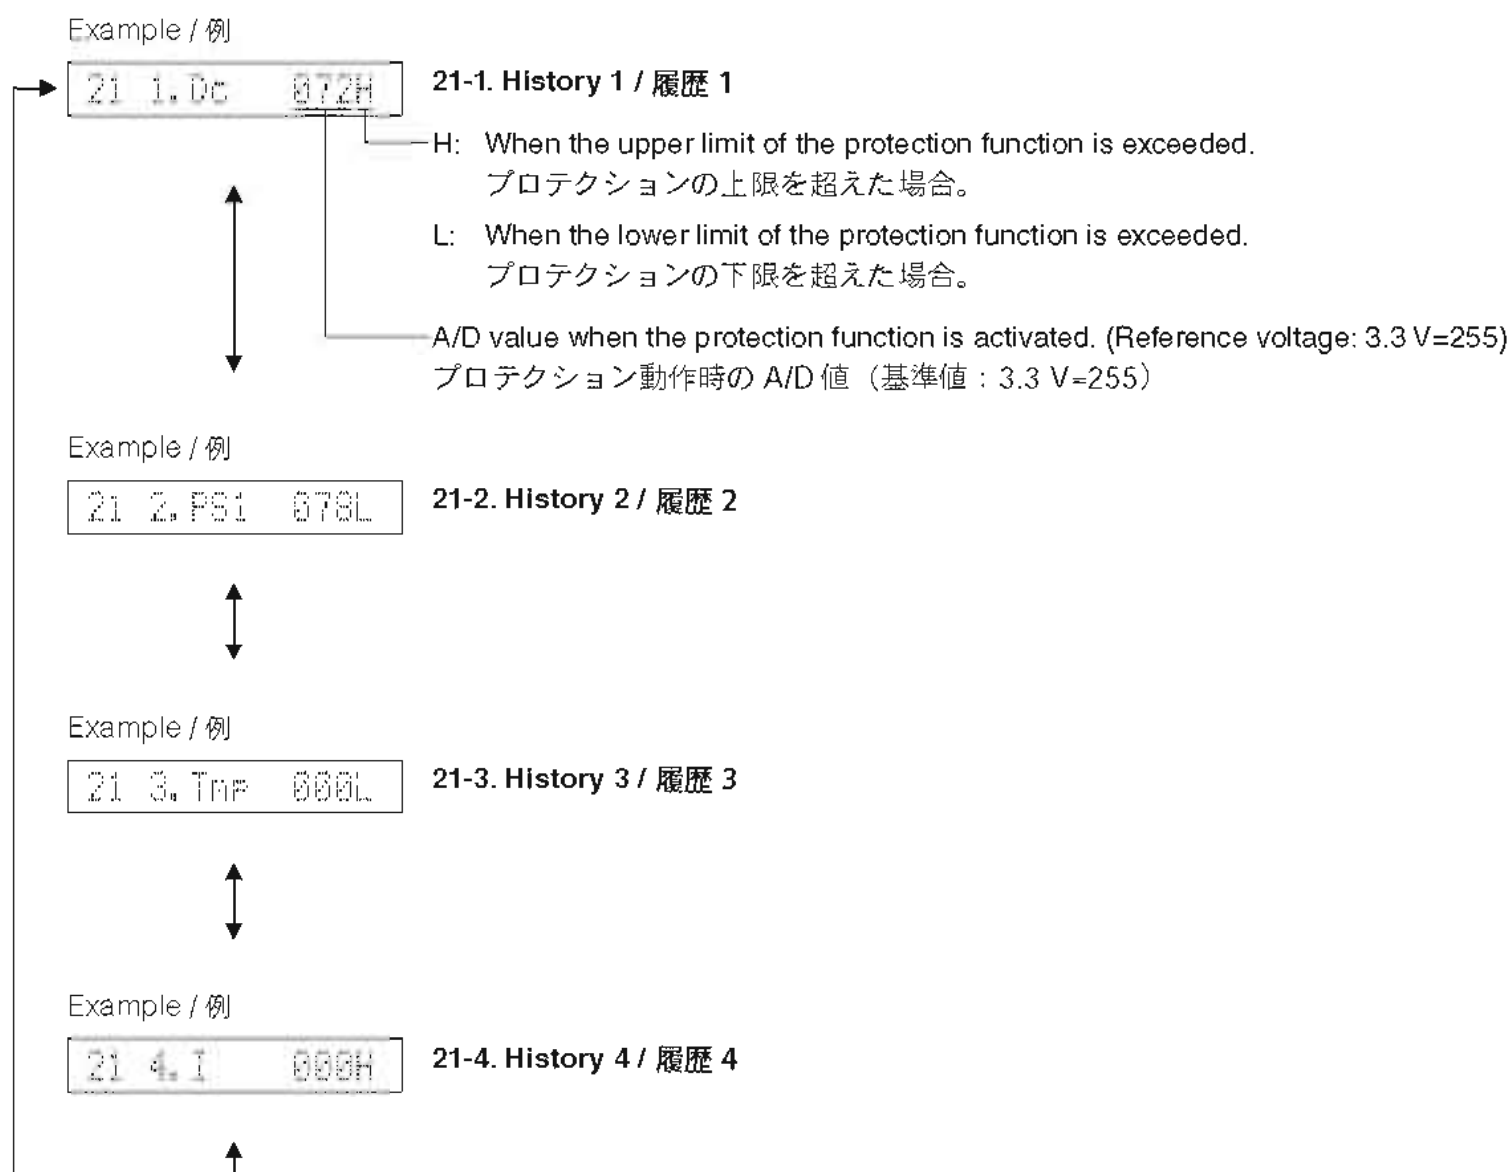 Example / 例
21 1.Dc 072H
21-1. History 1 / 履歴 1
H: When the upper limit of the protection function is exceeded.
プロテクションの上限を超えた場合。
L: When the lower limit of the protection function is exceeded.
プロテクションの下限を超えた場合。
A/D value when the protection function is activated. (Reference voltage: 3.3 V=255)
プロテクション動作時の A/D 値（基準値：3.3 V=255）
Example / 例
21 2.PS1 078L
21-2. History 2 / 履歴 2
Example / 例
21 3.Tmp 000L
21-3. History 3 / 履歴 3
Example / 例
21 4.I 000H
21-4. History 4 / 履歴 4